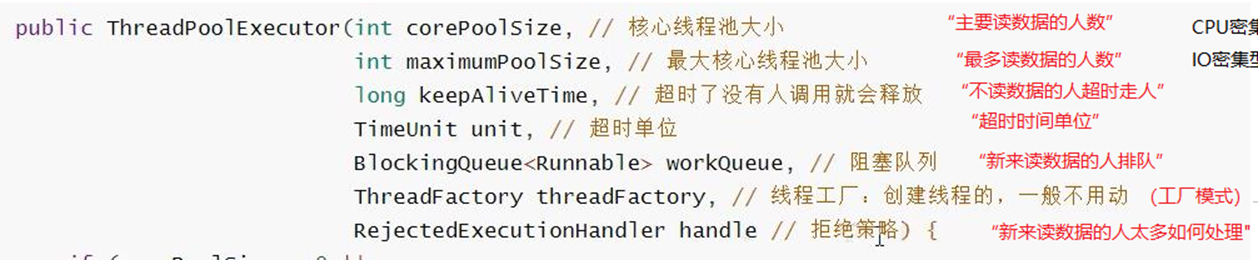 public ThreadPoolExecutor(int corePoolSize, // 核心线程池大小 “主要读数据的人数” CPU密集
int maximumPoolSize, // 最大核心线程池大小 “最多读数据的人数” IO密集型
long keepAliveTime, // 超时了没有人调用就会释放 “不读数据的人超时走人”
TimeUnit unit, // 超时单位 “超时时间单位”
BlockingQueue<Runnable> workQueue, // 阻塞队列 “新来读数据的人排队”
ThreadFactory threadFactory, // 线程工厂：创建线程的，一般不用动 (工厂模式)
RejectedExecutionHandler handle // 拒绝策略) { “新来读数据的人太多如何处理"